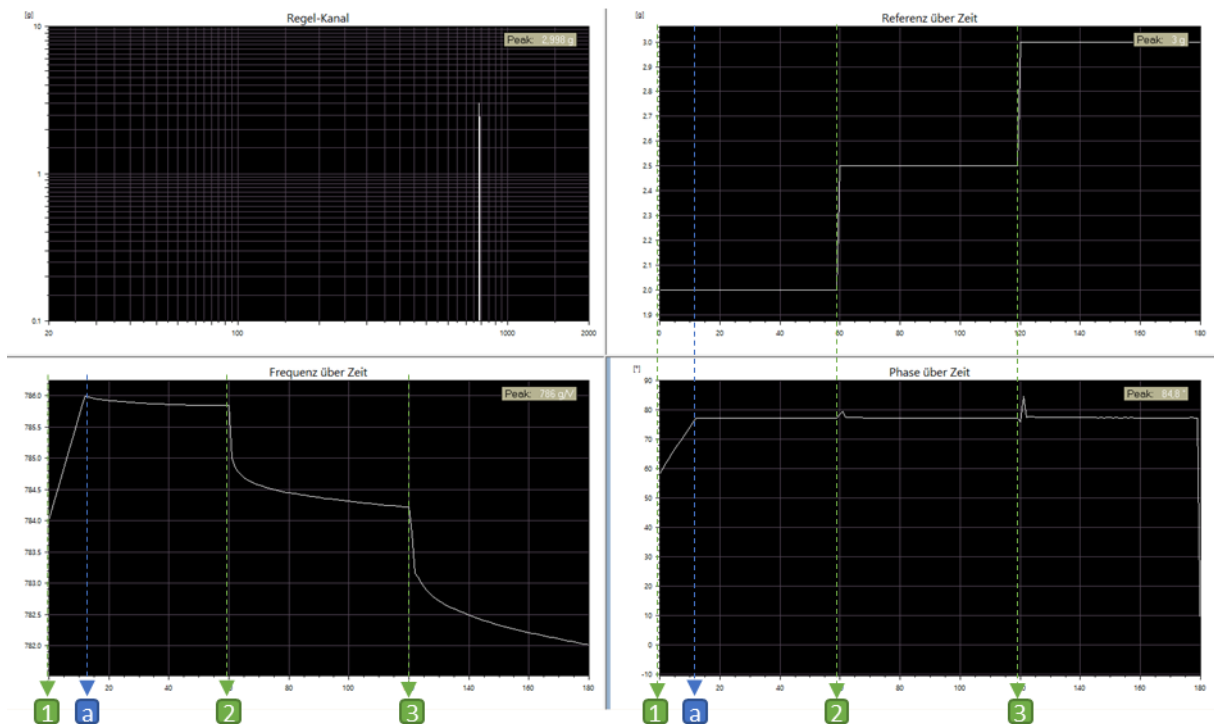 [g]
Regel-Kanal
10
Peak: 2,998 g
1
0.1
20
100
1000
2000
[g]
Referenz über Zeit
Peak: 3 g
3.0
2.9
2.8
2.7
2.6
2.5
2.4
2.3
2.2
2.1
2.0
1.9
0 20 40 60 80 100 120 140 160 180
Frequenz über Zeit
Peak: 786 g/V
786.0
785.5
785.0
784.5
784.0
783.5
783.0
782.5
782.0
20 40 60 80 100 120 140 160 180
1 a 2 3
[°]
Phase über Zeit
Peak: 84,6 °
90
80
70
60
50
40
30
20
10
0
-10
0 20 40 60 80 100 120 140 160 180
1 a 2 3